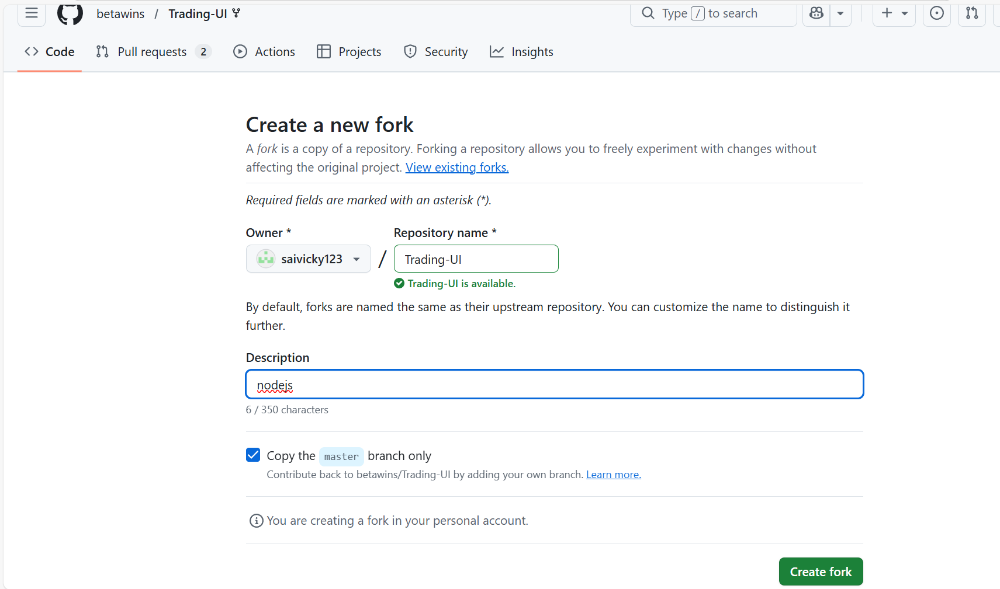 betawins / Trading-UI
Type / to search
Code
Pull requests 2
Actions
Projects
Security
Insights
Create a new fork
A fork is a copy of a repository. Forking a repository allows you to freely experiment with changes without
affecting the original project. View existing forks.
Required fields are marked with an asterisk (*).
Owner *
Repository name *
saivicky123
/
Trading-UI
Trading-UI is available.
By default, forks are named the same as their upstream repository. You can customize the name to distinguish it
further.
Description
nodejs
6 / 350 characters
Copy the master branch only
Contribute back to betawins/Trading-UI by adding your own branch. Learn more.
You are creating a fork in your personal account.
Create fork